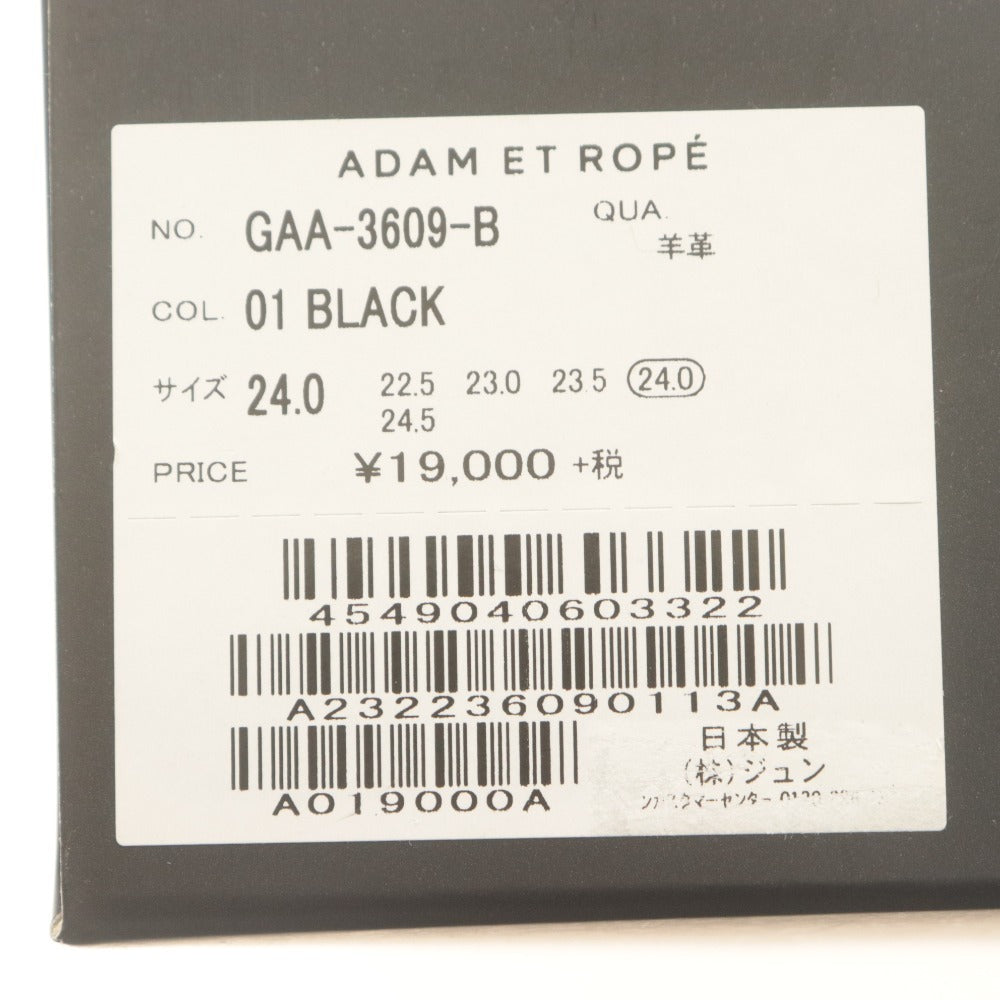 ADAM ET ROPÉ
NO. GAA-3609-B QUA. 羊革
COL. 01 BLACK
サイズ 24.0 22.5 23.0 23.5 24.0
24.5
PRICE ¥19,000 +税
4549040603322
A232236090113A
A019000A
日本製
(株)ジュン